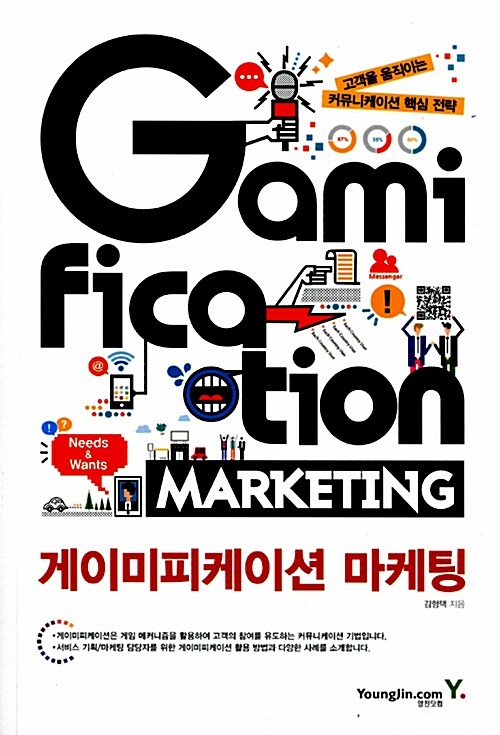 고객을 움직이는
커뮤니케이션 핵심 전략
Gami
fica
tion
Messenger
!
@
! ?
Needs
&
Wants
MARKETING
게이미피케이션 마케팅
김형택 지음
•게이미피케이션은 게임 메커니즘을 활용하여 고객의 참여를 유도하는 커뮤니케이션 기법입니다.
•서비스 기획/마케팅 담당자를 위한 게이미피케이션 활용 방법과 다양한 사례를 소개합니다.
YoungJin.com Y.
영진닷컴